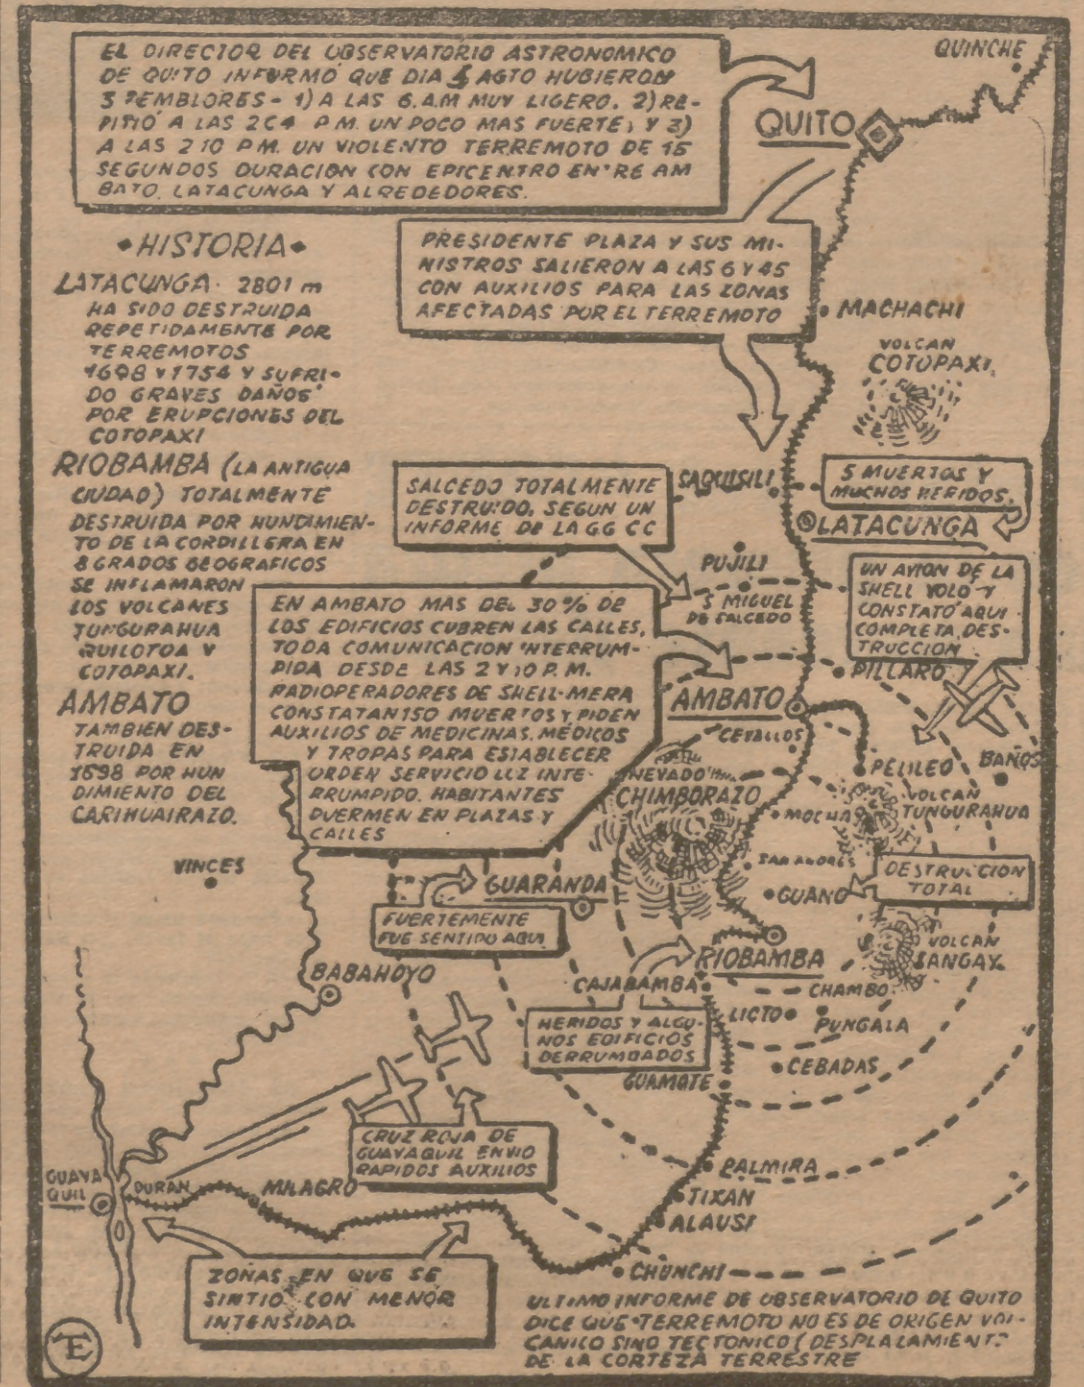 EL DIRECTOR DEL OBSERVATORIO ASTRONOMICO
DE QUITO INFORMÓ QUE DIA 5 AGTO HUBIERON
3 TEMBLORES- 1) A LAS 6.A.M MUY LIGERO. 2) RE-
PITIÓ A LAS 2 Y 4 P.M. UN POCO MAS FUERTE; Y 3)
A LAS 2 10 P.M. UN VIOLENTO TERREMOTO DE 15
SEGUNDOS DURACION CON EPICENTRO ENTRE AM
BATO, LATACUNGA Y ALREDEDORES.
QUINCHE
QUITO
PRESIDENTE PLAZA Y SUS MI-
NISTROS SALIERON A LAS 6 Y 45
CON AUXILIOS PARA LAS ZONAS
AFECTADAS POR EL TERREMOTO
•HISTORIA•
LATACUNGA. 2801 m
HA SIDO DESTRUIDA
REPETIDAMENTE POR
TERREMOTOS
1698 Y 1754 Y SUFRI-
DO GRAVES DAÑOS
POR ERUPCIONES DEL
COTOPAXI
RIOBAMBA (LA ANTIGUA
CIUDAD) TOTALMENTE
DESTRUIDA POR HUNDIMIEN-
TO DE LA CORDILLERA EN
8 GRADOS GEOGRAFICOS
SE INFLAMARON
LOS VOLCANES
TUNGURAHUA
QUILOTOA Y
COTOPAXI.
AMBATO
TAMBIEN DES-
TRUIDA EN
1698 POR HUN
DIMIENTO DEL
CARIHUAIRAZO.
MACHACHI
VOLCAN
COTOPAXI
SALCEDO TOTALMENTE
DESTRUIDO, SEGUN UN
INFORME DE LA GG CC
SAQUISILI
5 MUERTOS Y
MUCHOS HERIDOS.
LATACUNGA
PUJILI
S MIGUEL
DE SALCEDO
UN AVION DE LA
SHELL VOLO Y
CONSTATÓ AQUI
COMPLETA DES-
TRUCCION
EN AMBATO MAS DEL 30% DE
LOS EDIFICIOS CUBREN LAS CALLES,
TODA COMUNICACION INTERRUM-
PIDA DESDE LAS 2 Y 10 P.M.
RADIOPERADORES DE SHELL-MERA
CONSTATAN 150 MUERTOS Y PIDEN
AUXILIOS DE MEDICINAS, MEDICOS
Y TROPAS PARA ESTABLECER
ORDEN SERVICIO LUZ INTE-
RRUMPIDO. HABITANTES
DUERMEN EN PLAZAS Y
CALLES
PILLARO
AMBATO
CEVALLOS
PELILEO
BAÑOS
NEVADO
CHIMBORAZO
MOCHA
VOLCAN
TUNGURAHUA
SAN ANDRES
DESTRUCCION
TOTAL
VINCES
GUARANDA
GUANO
FUERTEMENTE
FUE SENTIDO AQUI
RIOBAMBA
VOLCAN
SANGAY
BABAHOYO
CAJABAMBA
CHAMBO
LICTO
PUNGALA
HERIDOS Y ALGU-
NOS EDIFICIOS
DERRUMBADOS
CEBADAS
GUAMOTE
CRUZ ROJA DE
GUAYAQUIL ENVIO
RAPIDOS AUXILIOS
PALMIRA
GUAYA
QUIL
DURAN
MILAGRO
TIXAN
ALAUSI
CHUNCHI
ZONAS EN QUE SE
SINTIO CON MENOR
INTENSIDAD.
ULTIMO INFORME DE OBSERVATORIO DE QUITO
DICE QUE TERREMOTO NO ES DE ORIGEN VOL-
CANICO SINO TECTONICO (DESPLALAMIENT
DE LA CORTEZA TERRESTRE
E